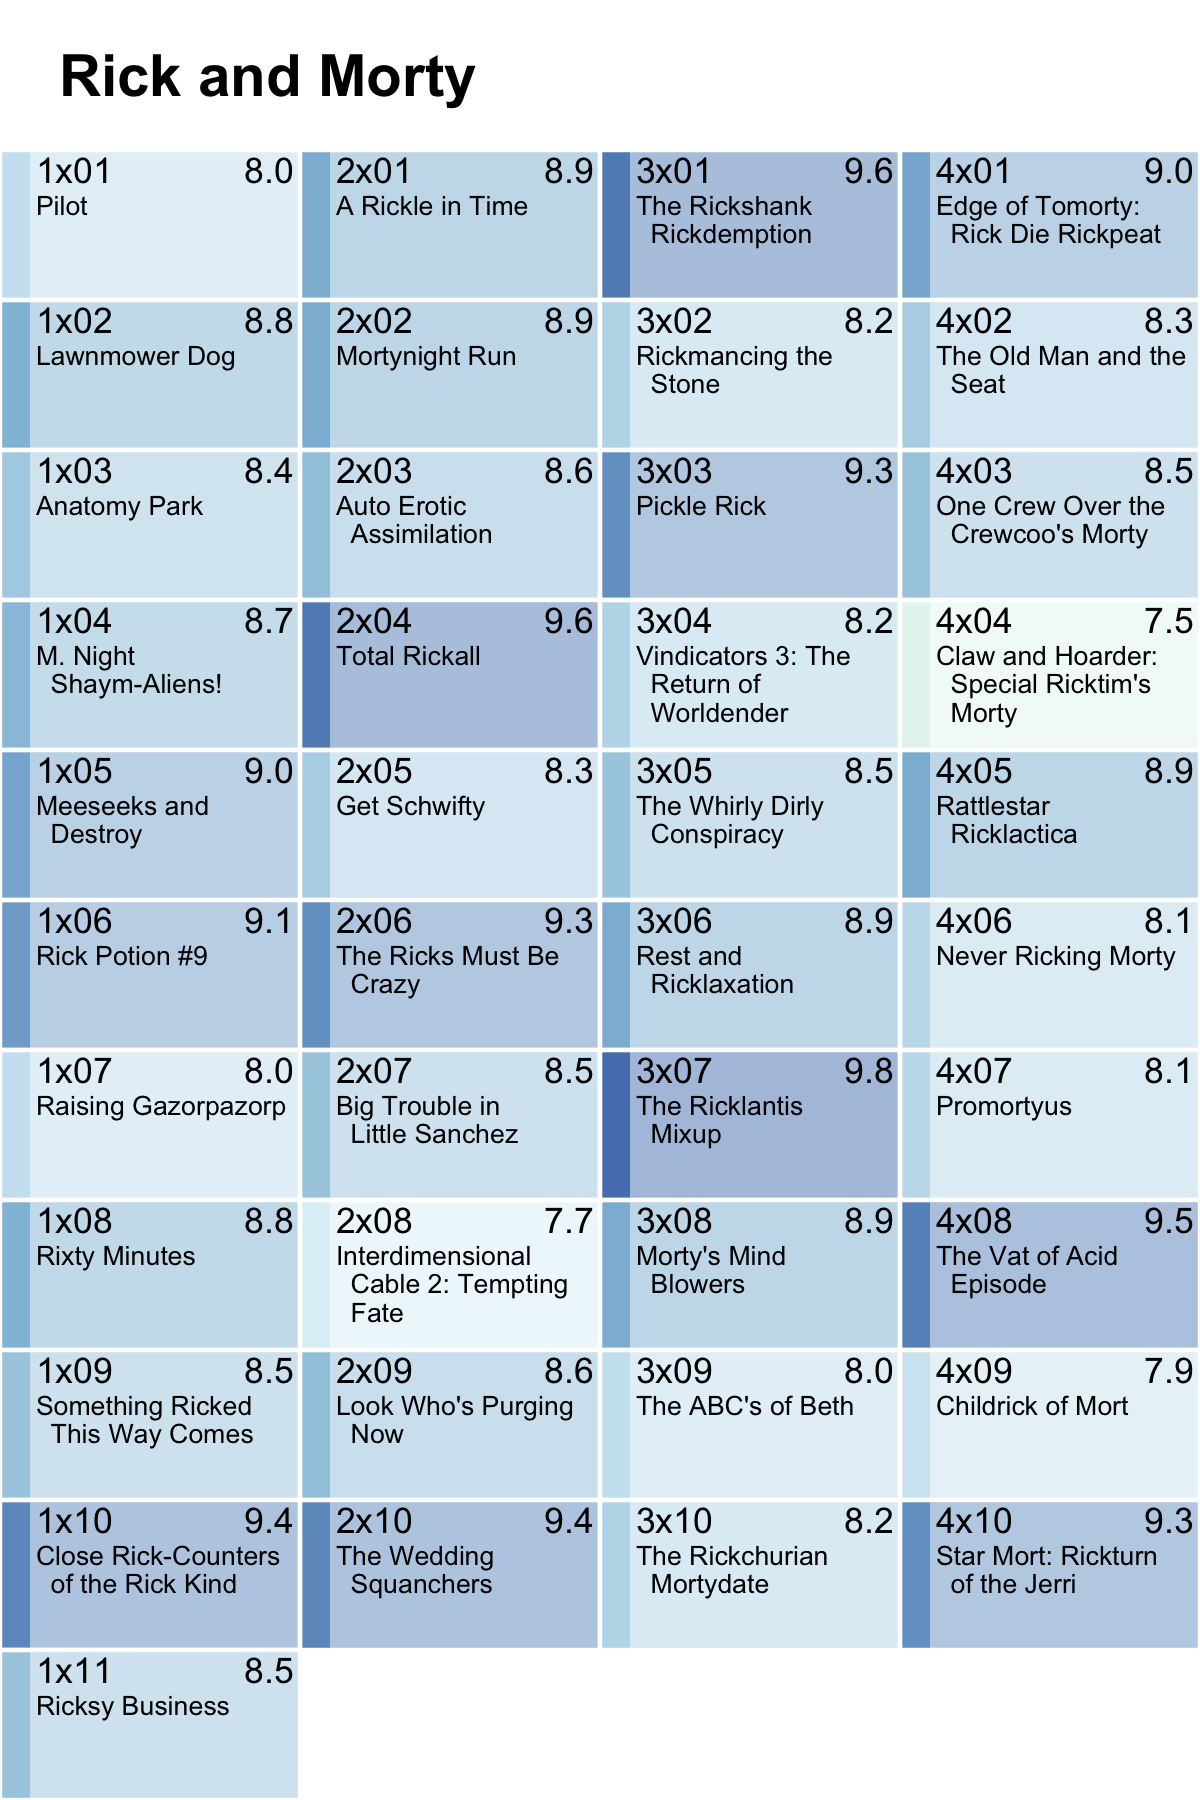 Rick and Morty
1x01 8.0
Pilot
1x02 8.8
Lawnmower Dog
1x03 8.4
Anatomy Park
1x04 8.7
M. Night
Shaym-Aliens!
1x05 9.0
Meeseeks and
Destroy
1x06 9.1
Rick Potion #9
1x07 8.0
Raising Gazorpazorp
1x08 8.8
Rixty Minutes
1x09 8.5
Something Ricked
This Way Comes
1x10 9.4
Close Rick-Counters
of the Rick Kind
1x11 8.5
Ricksy Business
2x01 8.9
A Rickle in Time
2x02 8.9
Mortynight Run
2x03 8.6
Auto Erotic
Assimilation
2x04 9.6
Total Rickall
2x05 8.3
Get Schwifty
2x06 9.3
The Ricks Must Be
Crazy
2x07 8.5
Big Trouble in
Little Sanchez
2x08 7.7
Interdimensional
Cable 2: Tempting
Fate
2x09 8.6
Look Who's Purging
Now
2x10 9.4
The Wedding
Squanchers
3x01 9.6
The Rickshank
Rickdemption
3x02 8.2
Rickmancing the
Stone
3x03 9.3
Pickle Rick
3x04 8.2
Vindicators 3: The
Return of
Worldender
3x05 8.5
The Whirly Dirly
Conspiracy
3x06 8.9
Rest and
Ricklaxation
3x07 9.8
The Ricklantis
Mixup
3x08 8.9
Morty's Mind
Blowers
3x09 8.0
The ABC's of Beth
3x10 8.2
The Rickchurian
Mortydate
4x01 9.0
Edge of Tomorty:
Rick Die Rickpeat
4x02 8.3
The Old Man and the
Seat
4x03 8.5
One Crew Over the
Crewcoo's Morty
4x04 7.5
Claw and Hoarder:
Special Ricktim's
Morty
4x05 8.9
Rattlestar
Ricklactica
4x06 8.1
Never Ricking Morty
4x07 8.1
Promortyus
4x08 9.5
The Vat of Acid
Episode
4x09 7.9
Childrick of Mort
4x10 9.3
Star Mort: Rickturn
of the Jerri